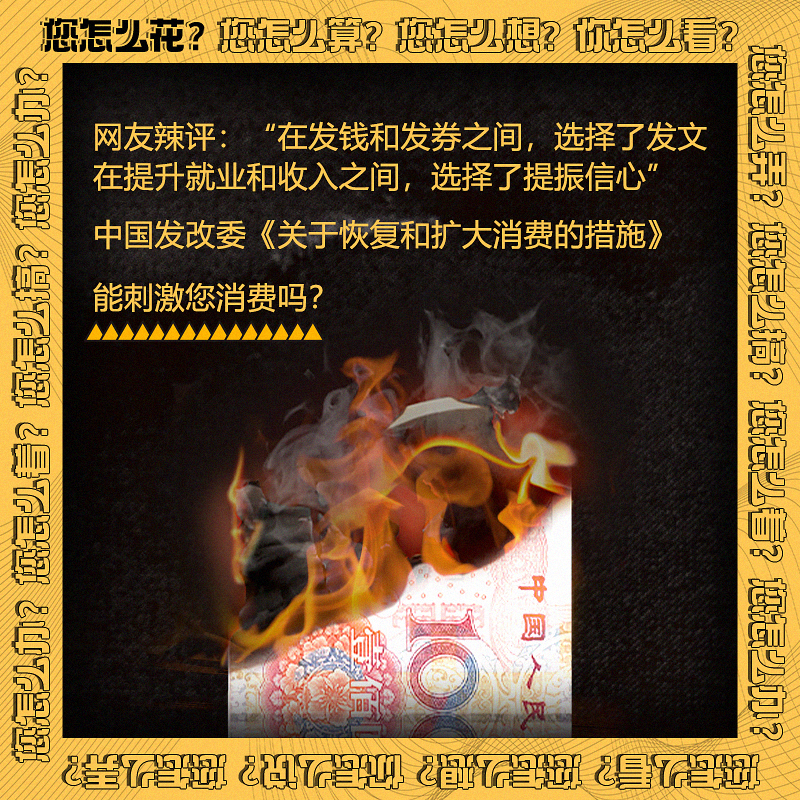 您怎么花? 您怎么算? 您怎么想? 你怎么看?
您怎么弄? 您怎么搞? 您怎么看? 您怎么办?
网友辣评：“在发钱和发券之间，选择了发文
在提升就业和收入之间，选择了提振信心”
中国发改委《关于恢复和扩大消费的措施》
能刺激您消费吗?
中国人民
壹佰
10
您怎么看? 您怎么想? 你怎么说? 您怎么弄?
您怎么办? 您怎么看? 您怎么搞? 您怎么办?